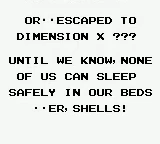 OR··ESCAPED TO
DIMENSION X ???
UNTIL WE KNOW,NONE
OF US CAN SLEEP
SAFELY IN OUR BEDS
··ER,SHELLS!